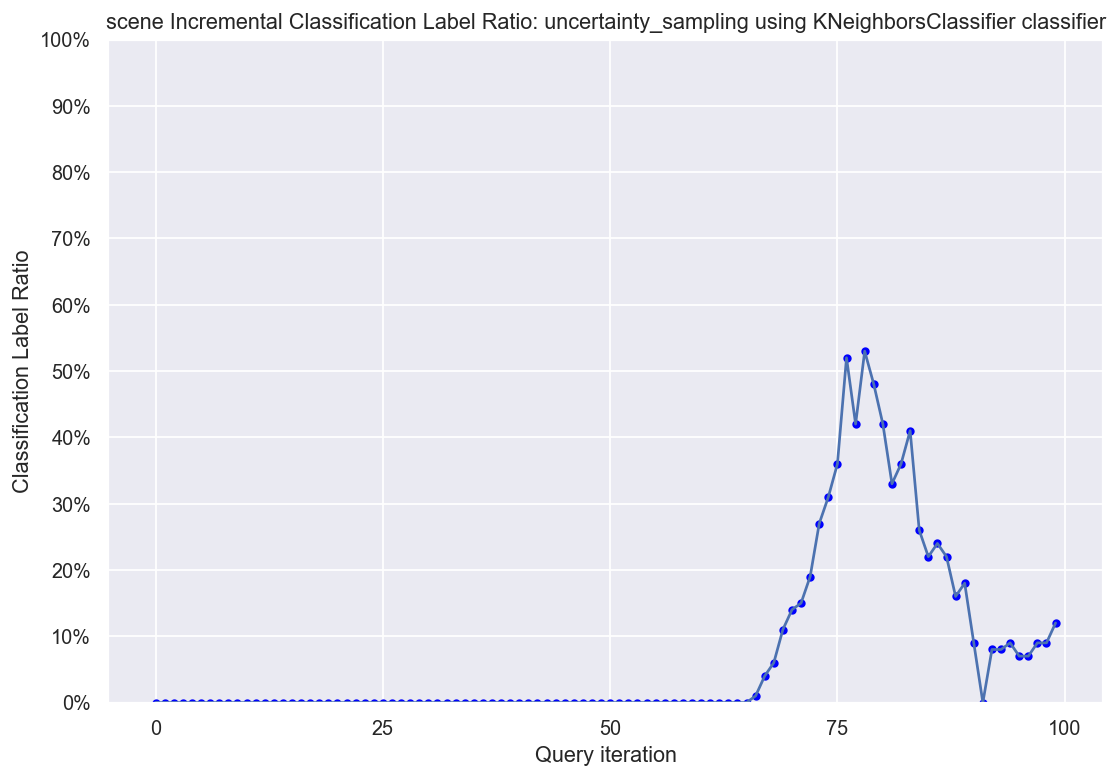 scene Incremental Classification Label Ratio: uncertainty_sampling using KNeighborsClassifier classifier
100%
90%
80%
70%
60%
50%
40%
30%
20%
10%
0%
Classification Label Ratio
0 25 50 75 100
Query iteration